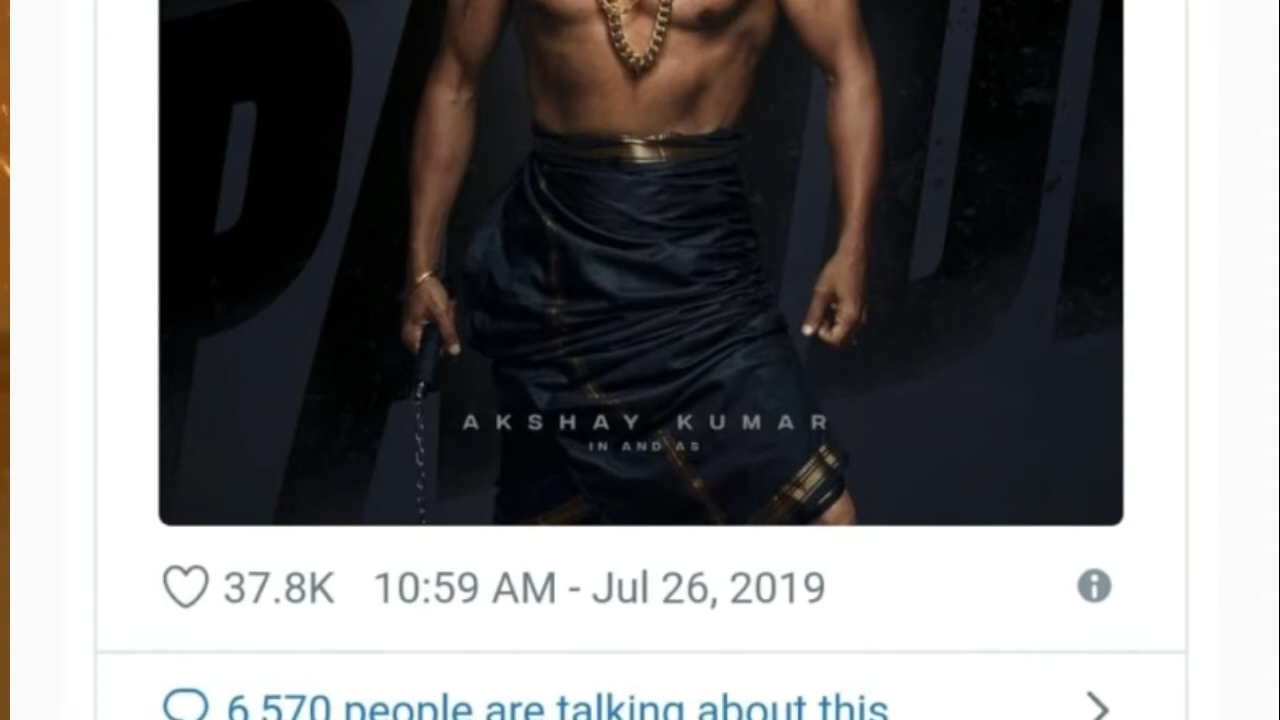 AKSHAY KUMAR
IN AND AS
37.8K 10:59 AM - Jul 26, 2019
6,570 people are talking about this